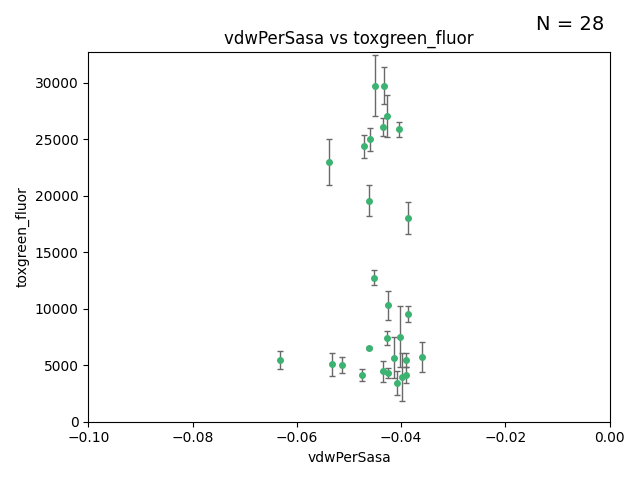 N = 28
vdwPerSasa vs toxgreen_fluor
30000
25000
20000
15000
10000
5000
0
toxgreen_fluor
−0.10 −0.08 −0.06 −0.04 −0.02 0.00
vdwPerSasa